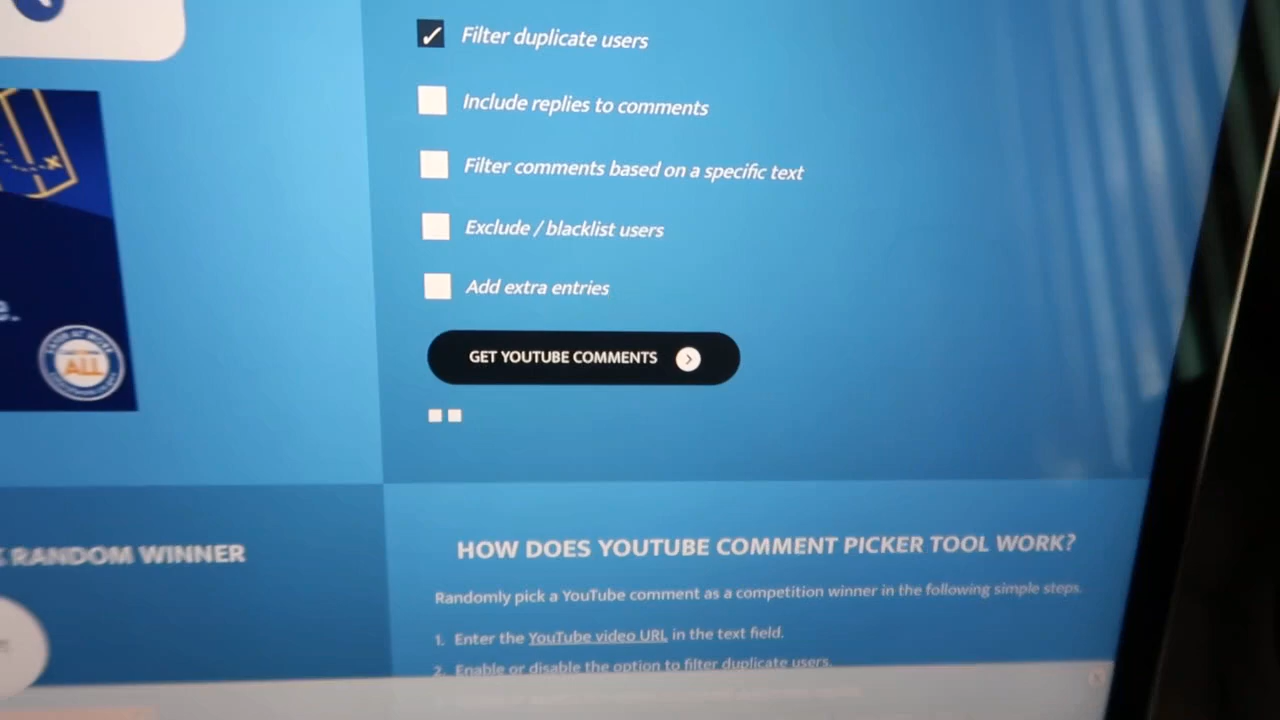 Filter duplicate users
Include replies to comments
Filter comments based on a specific text
Exclude / blacklist users
Add extra entries
GET YOUTUBE COMMENTS
ALL
RANDOM WINNER
HOW DOES YOUTUBE COMMENT PICKER TOOL WORK?
Randomly pick a YouTube comment as a competition winner in the following simple steps.
1. Enter the YouTube video URL in the text field.
2. Enable or disable the option to filter duplicate users.